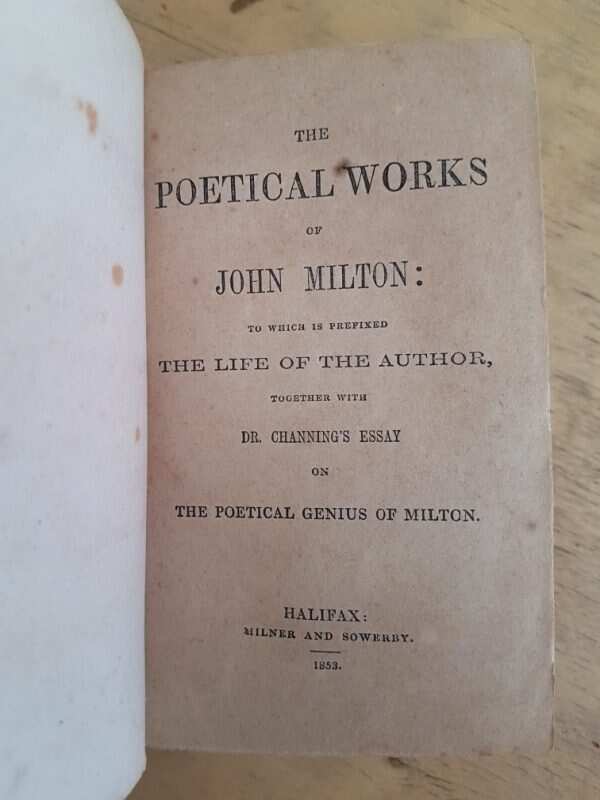 THE
POETICAL WORKS
OF
JOHN MILTON:
TO WHICH IS PREFIXED
THE LIFE OF THE AUTHOR,
TOGETHER WITH
DR. CHANNING'S ESSAY
ON
THE POETICAL GENIUS OF MILTON.
HALIFAX:
MILNER AND SOWERBY.
1853.